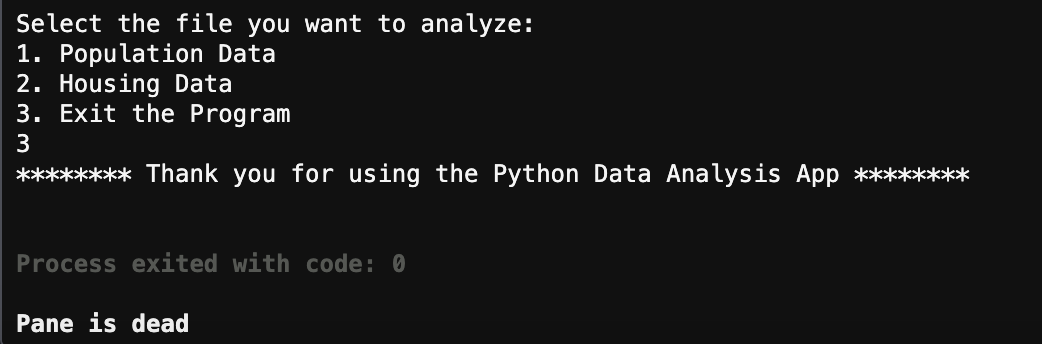 Select the file you want to analyze:
1. Population Data
2. Housing Data
3. Exit the Program
3
******** Thank you for using the Python Data Analysis App ********
Process exited with code: 0
Pane is dead